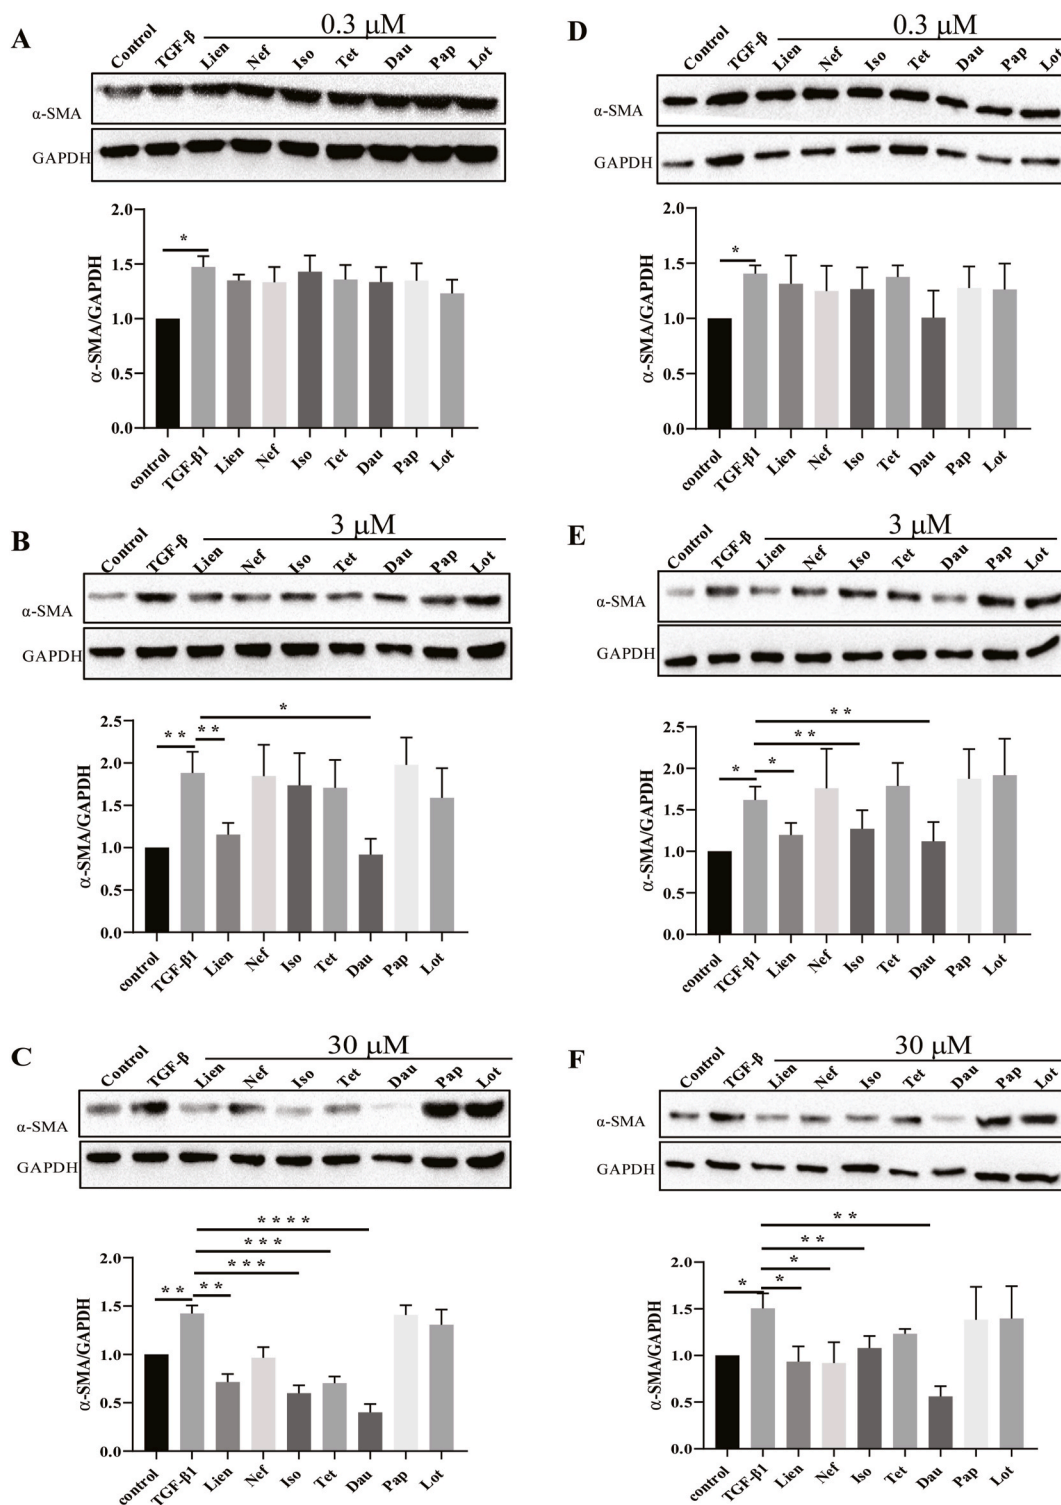 A
0.3 μM
Control TGF-β Lien Nef Iso Tet Dau Pap Lot
α-SMA
GAPDH
α-SMA/GAPDH
2.0
1.5
1.0
0.5
0.0
*
control TGF-β1 Lien Nef Iso Tet Dau Pap Lot
D
0.3 μM
Control TGF-β Lien Nef Iso Tet Dau Pap Lot
α-SMA
GAPDH
α-SMA/GAPDH
2.0
1.5
1.0
0.5
0.0
*
control TGF-β1 Lien Nef Iso Tet Dau Pap Lot
B
3 μM
Control TGF-β Lien Nef Iso Tet Dau Pap Lot
α-SMA
GAPDH
α-SMA/GAPDH
2.5
2.0
1.5
1.0
0.5
0.0
*
** **
control TGF-β1 Lien Nef Iso Tet Dau Pap Lot
E
3 μM
Control TGF-β Lien Nef Iso Tet Dau Pap Lot
α-SMA
GAPDH
α-SMA/GAPDH
2.5
2.0
1.5
1.0
0.5
0.0
**
**
* *
control TGF-β1 Lien Nef Iso Tet Dau Pap Lot
C
30 μM
Control TGF-β Lien Nef Iso Tet Dau Pap Lot
α-SMA
GAPDH
α-SMA/GAPDH
2.0
1.5
1.0
0.5
0.0
****
***
***
** **
control TGF-β1 Lien Nef Iso Tet Dau Pap Lot
F
30 μM
Control TGF-β Lien Nef Iso Tet Dau Pap Lot
α-SMA
GAPDH
α-SMA/GAPDH
2.0
1.5
1.0
0.5
0.0
**
**
*
* *
control TGF-β1 Lien Nef Iso Tet Dau Pap Lot